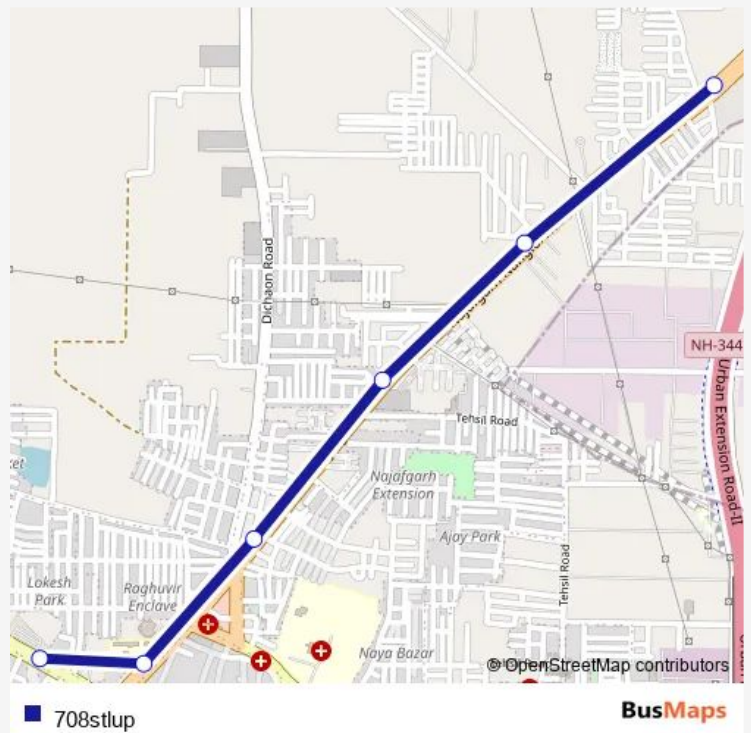 Dichaon Road
NH-344
Urban Extension Road-II
Tehsil Road
Najafgarh
Extension
Ajay Park
Tehsil Road
Lokesh
Park
Raghuvir
Enclave
Naya Bazar
© OpenStreetMap contributors
708stlup
BusMaps